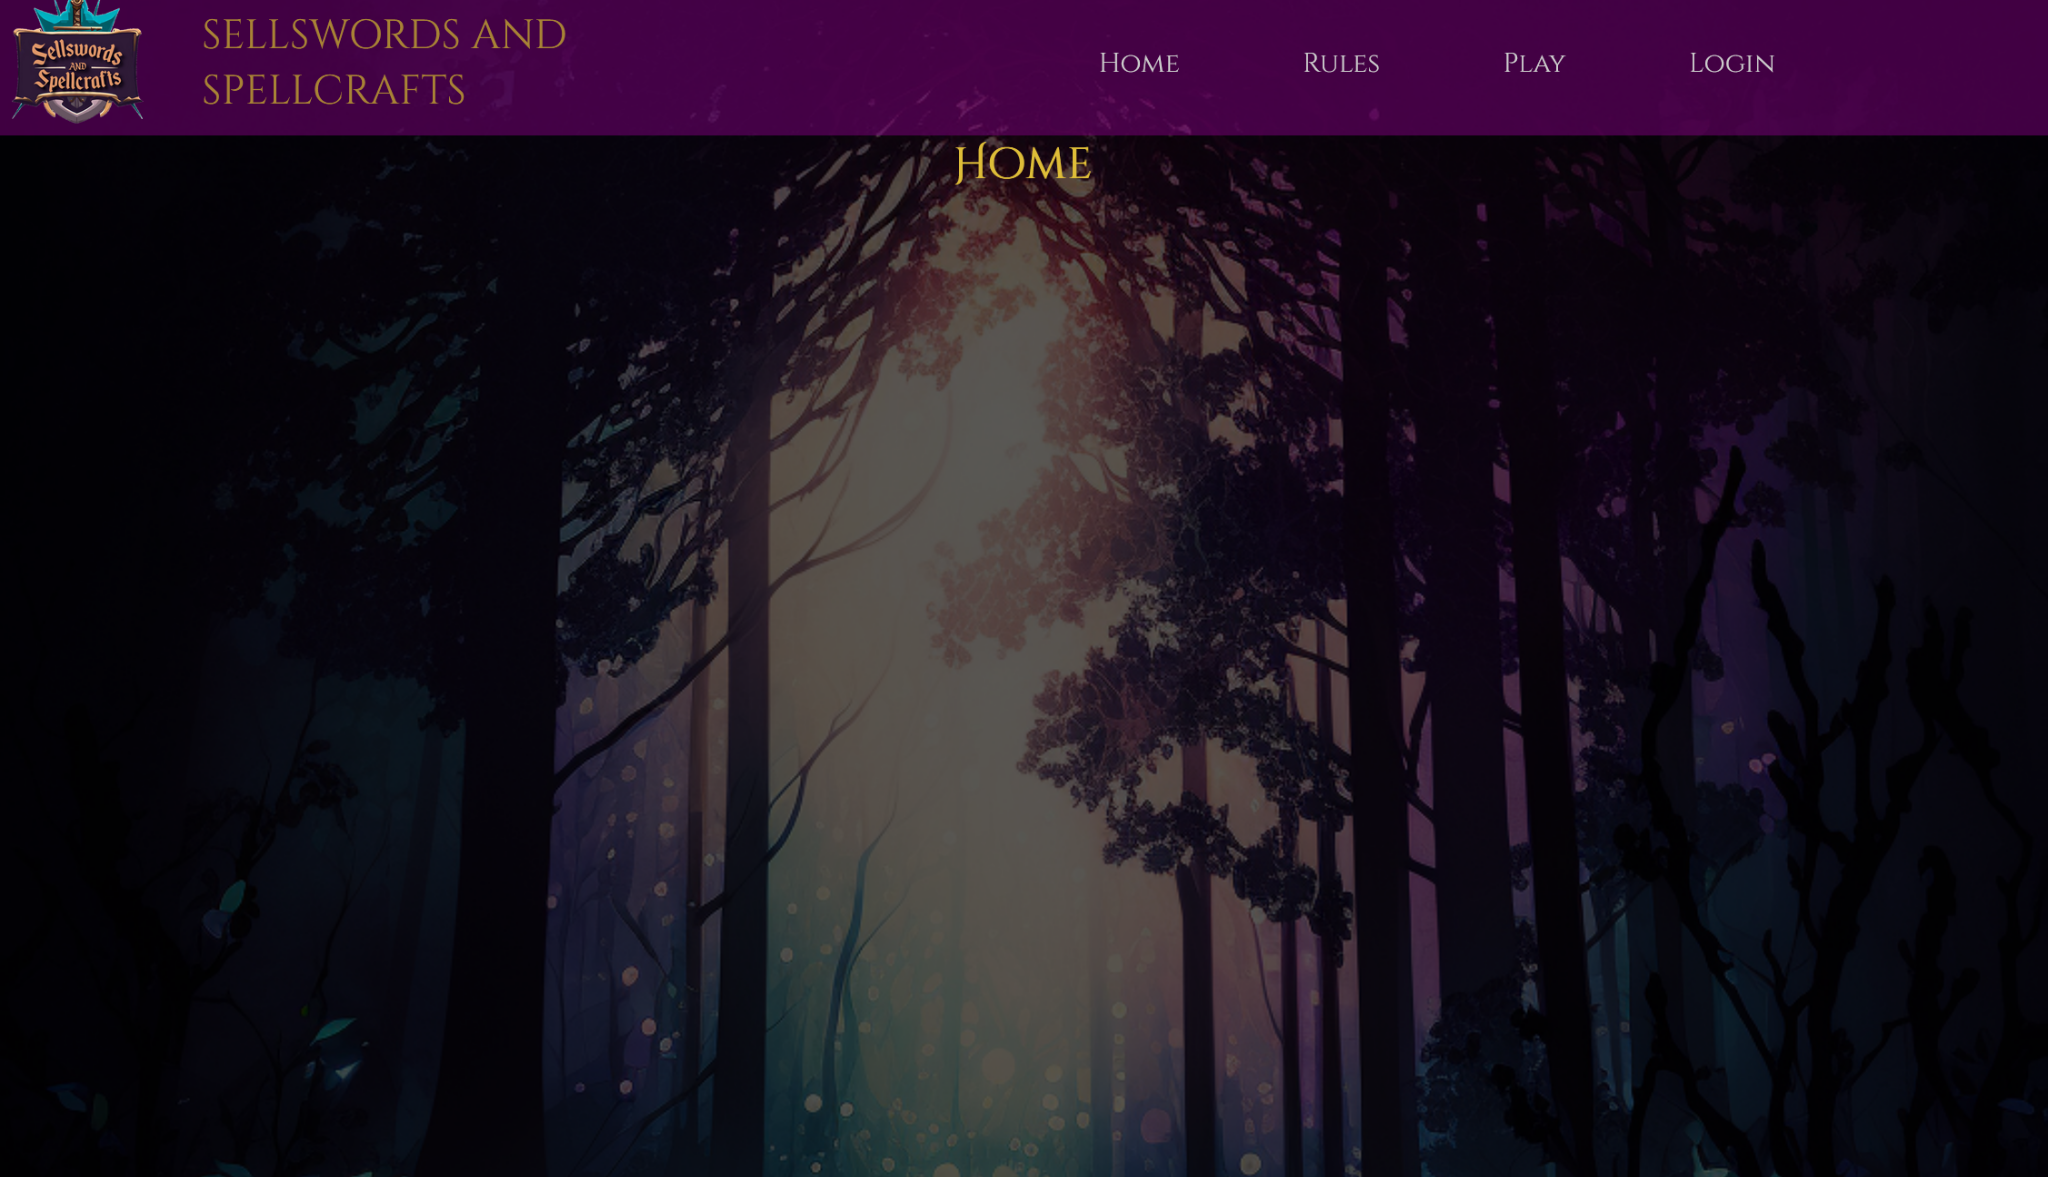 Sellswords
AND
Spellcrafts
SELLSWORDS AND
SPELLCRAFTS
Home
Rules
Play
Login
Home